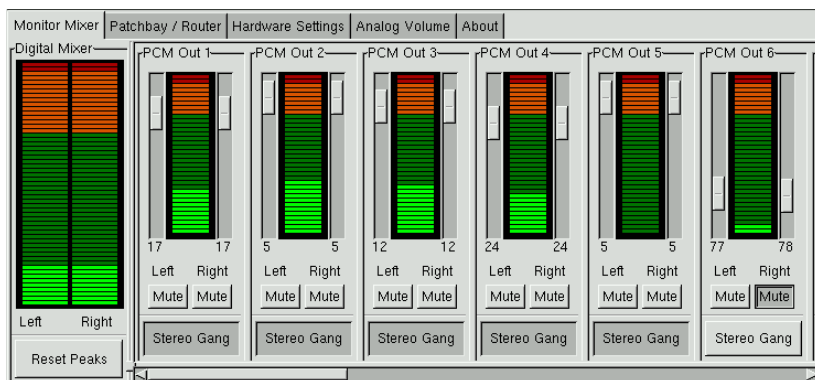 Monitor Mixer Patchbay / Router Hardware Settings Analog Volume About
Digital Mixer PCM Out 1 PCM Out 2 PCM Out 3 PCM Out 4 PCM Out 5 PCM Out 6
17 17 5 5 12 12 24 24 5 5 77 78
Left Right Left Right Left Right Left Right Left Right Left Right
Mute Mute Mute Mute Mute Mute Mute Mute Mute Mute Mute Mute
Left Right
Stereo Gang Stereo Gang Stereo Gang Stereo Gang Stereo Gang Stereo Gang
Reset Peaks